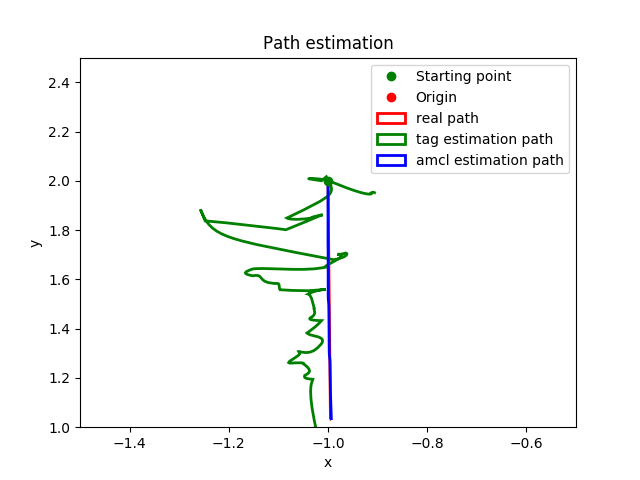 Path estimation
Starting point
Origin
real path
tag estimation path
amcl estimation path
y
2.4
2.2
2.0
1.8
1.6
1.4
1.2
1.0
−1.4 −1.2 −1.0 −0.8 −0.6
x